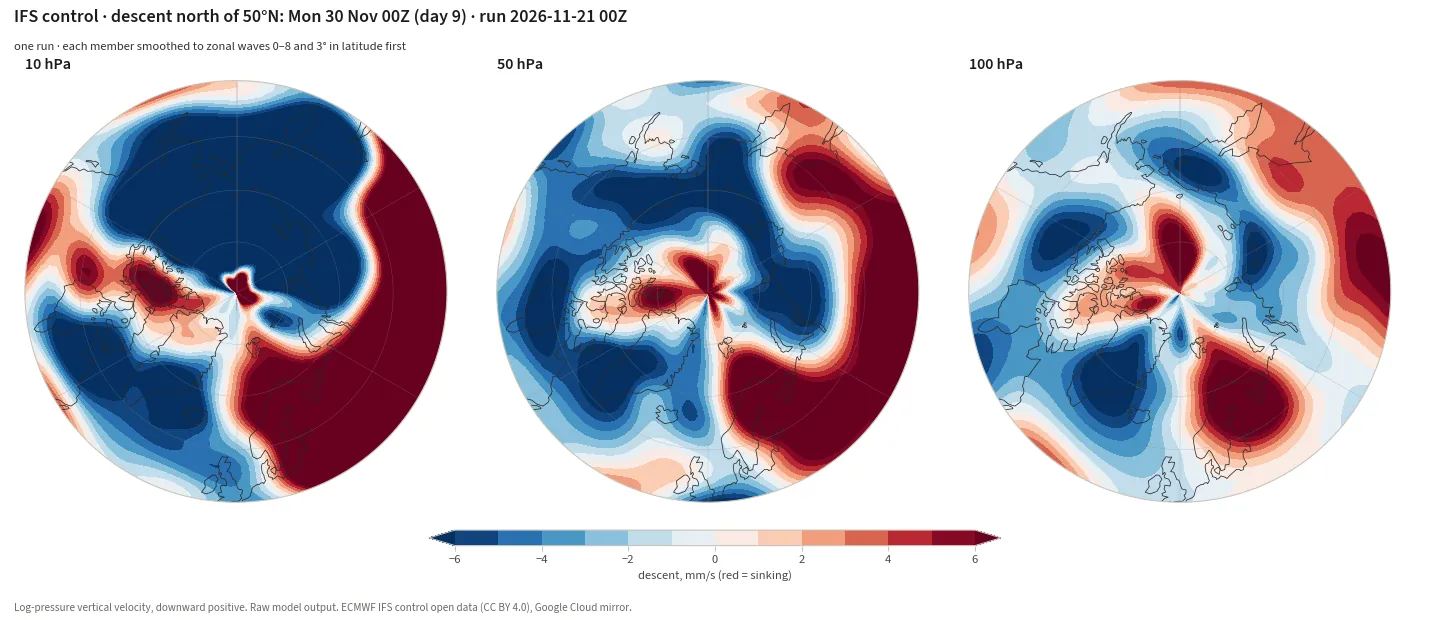 IFS control · descent north of 50°N: Mon 30 Nov 00Z (day 9) · run 2026-11-21 00Z
one run · each member smoothed to zonal waves 0–8 and 3° in latitude first
10 hPa
50 hPa
100 hPa
−6 −4 −2 0 2 4 6
descent, mm/s (red = sinking)
Log-pressure vertical velocity, downward positive. Raw model output. ECMWF IFS control open data (CC BY 4.0), Google Cloud mirror.